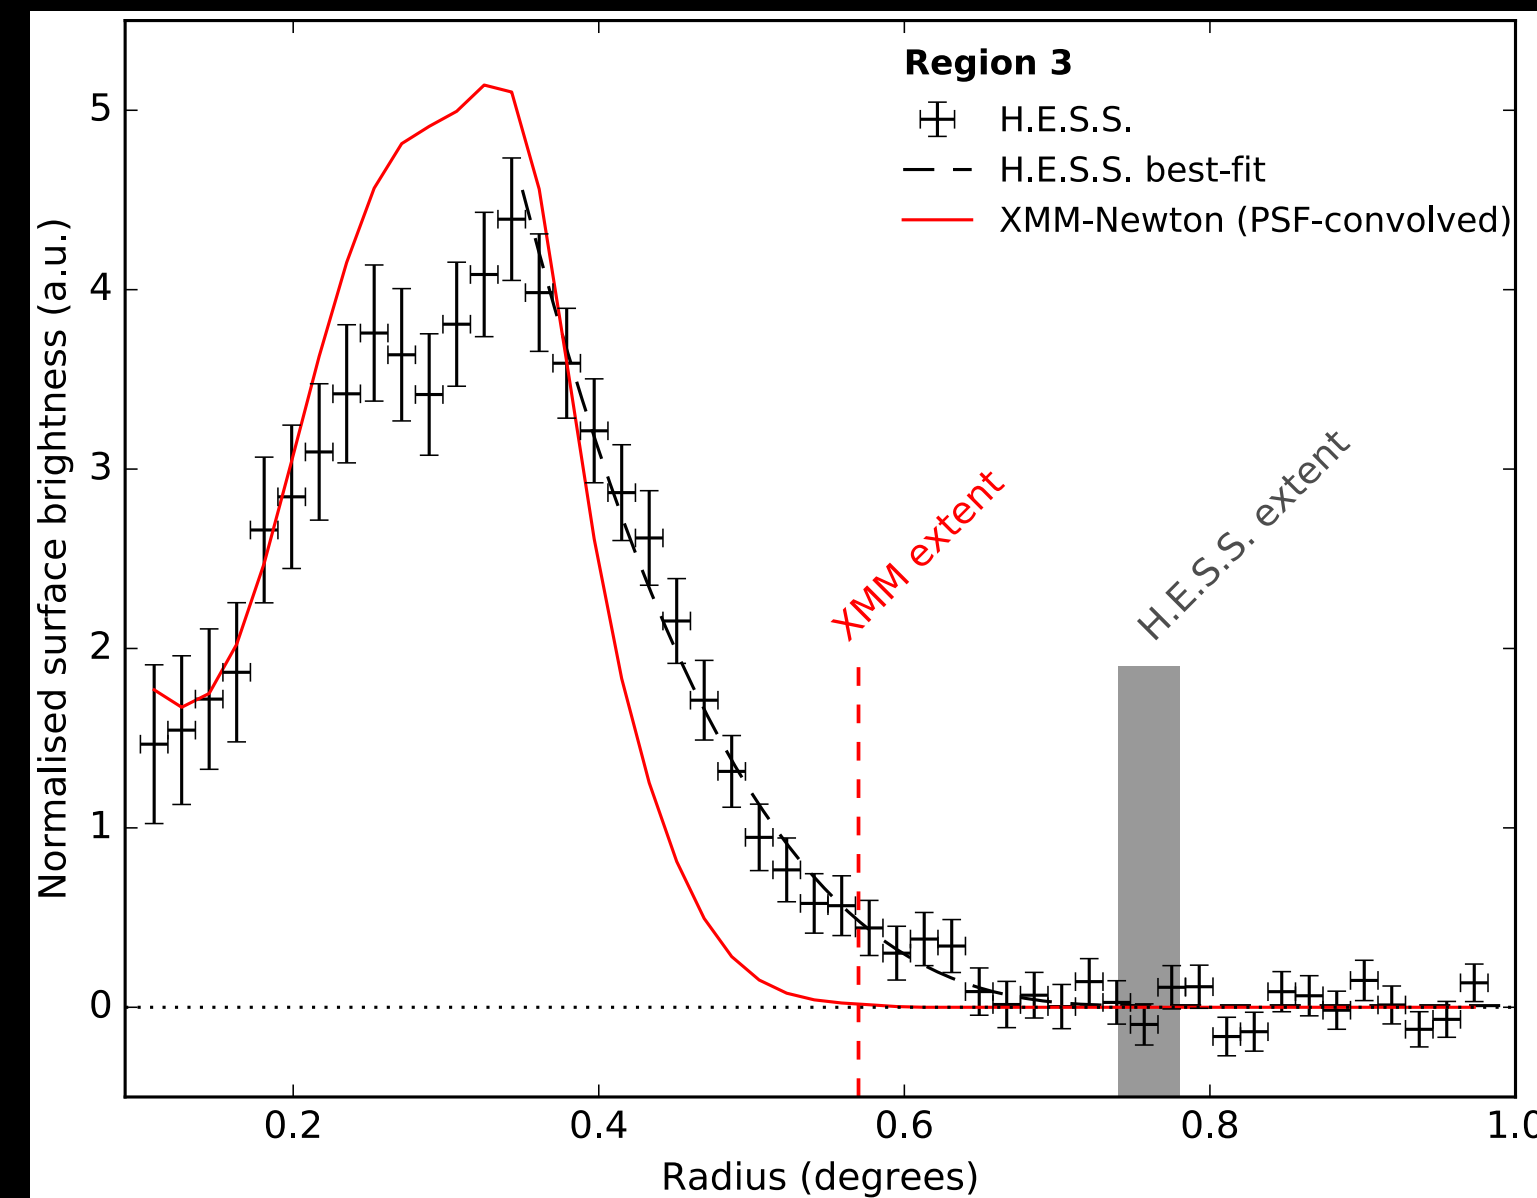 Region 3
H.E.S.S.
H.E.S.S. best-fit
XMM-Newton (PSF-convolved)
XMM extent
H.E.S.S. extent
Normalised surface brightness (a.u.)
5
4
3
2
1
0
0.2 0.4 0.6 0.8 1.0
Radius (degrees)